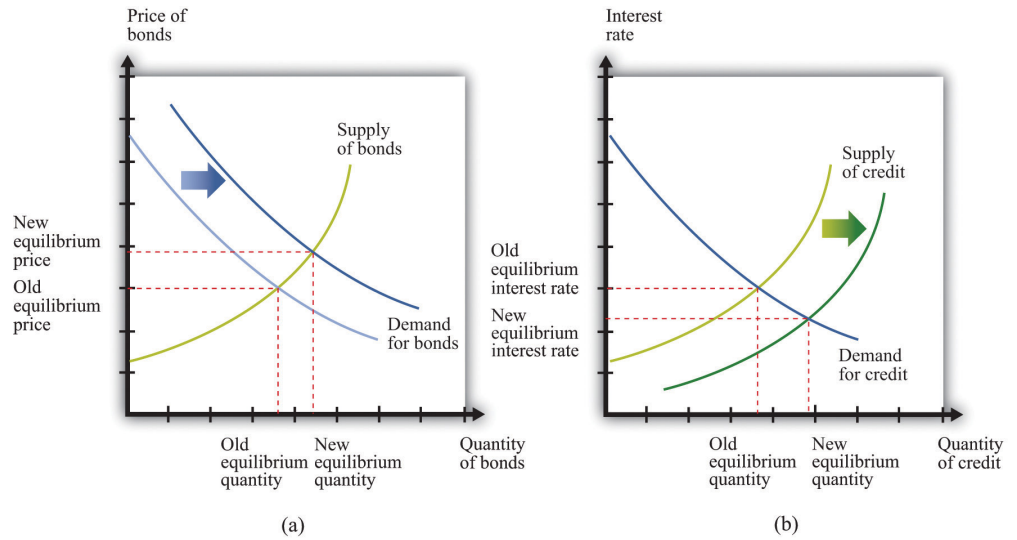 Price of
bonds
Supply
of bonds
New
equilibrium
price
Old
equilibrium
price
Demand
for bonds
Old
equilibrium
quantity
New
equilibrium
quantity
Quantity
of bonds
(a)
Interest
rate
Supply
of credit
Old
equilibrium
interest rate
New
equilibrium
interest rate
Demand
for credit
Old
equilibrium
quantity
New
equilibrium
quantity
Quantity
of credit
(b)